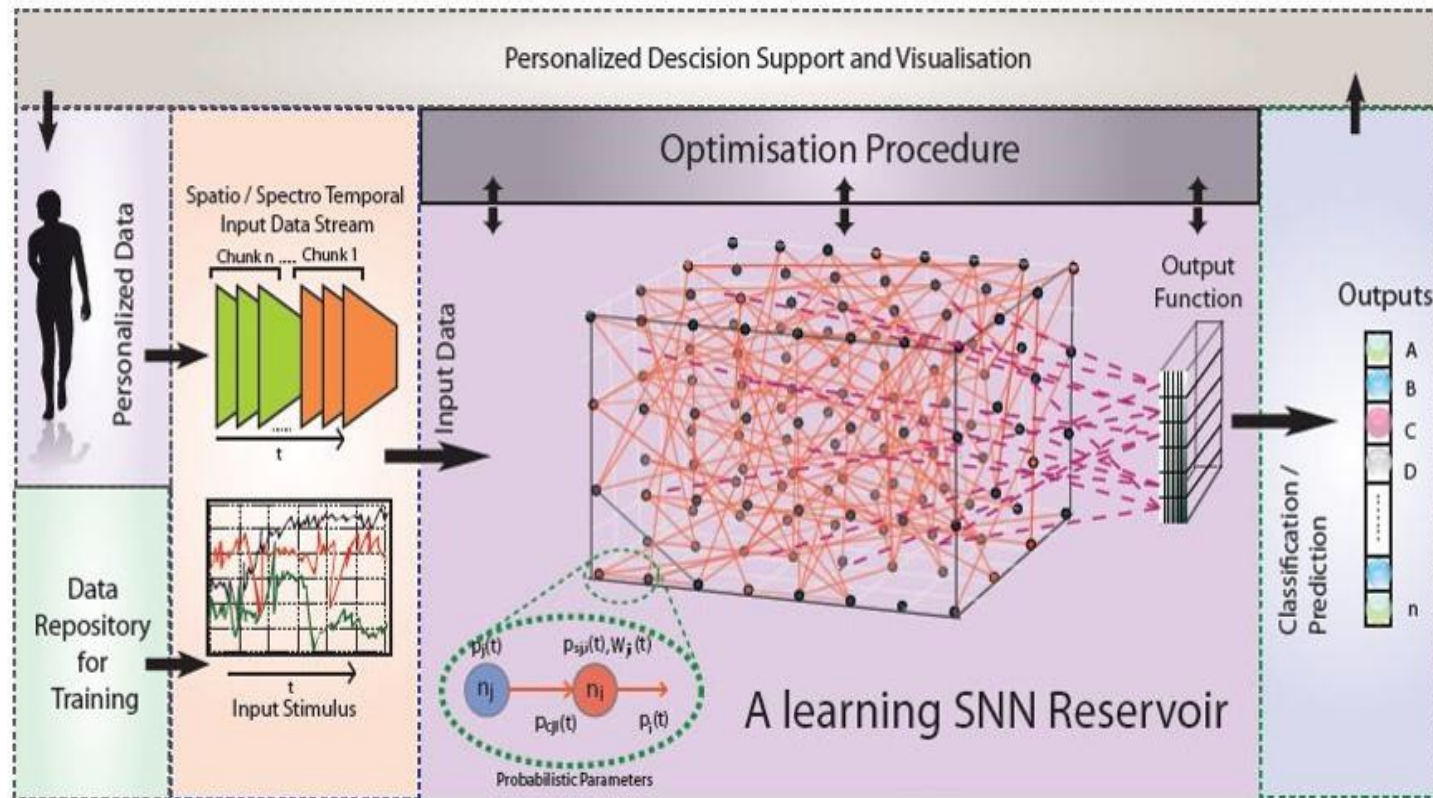 Personalized Descision Support and Visualisation
Optimisation Procedure
Personalized Data
Spatio / Spectro Temporal
Input Data Stream
Chunk n .... Chunk 1
.....
t
Data
Repository
for
Training
t
Input Stimulus
Input Data
Output
Function
pj(t)
psji(t),Wji(t)
nj
ni
pcji(t)
pi(t)
Probabilistic Parameters
A learning SNN Reservoir
Classification /
Prediction
Outputs
A
B
C
D
n